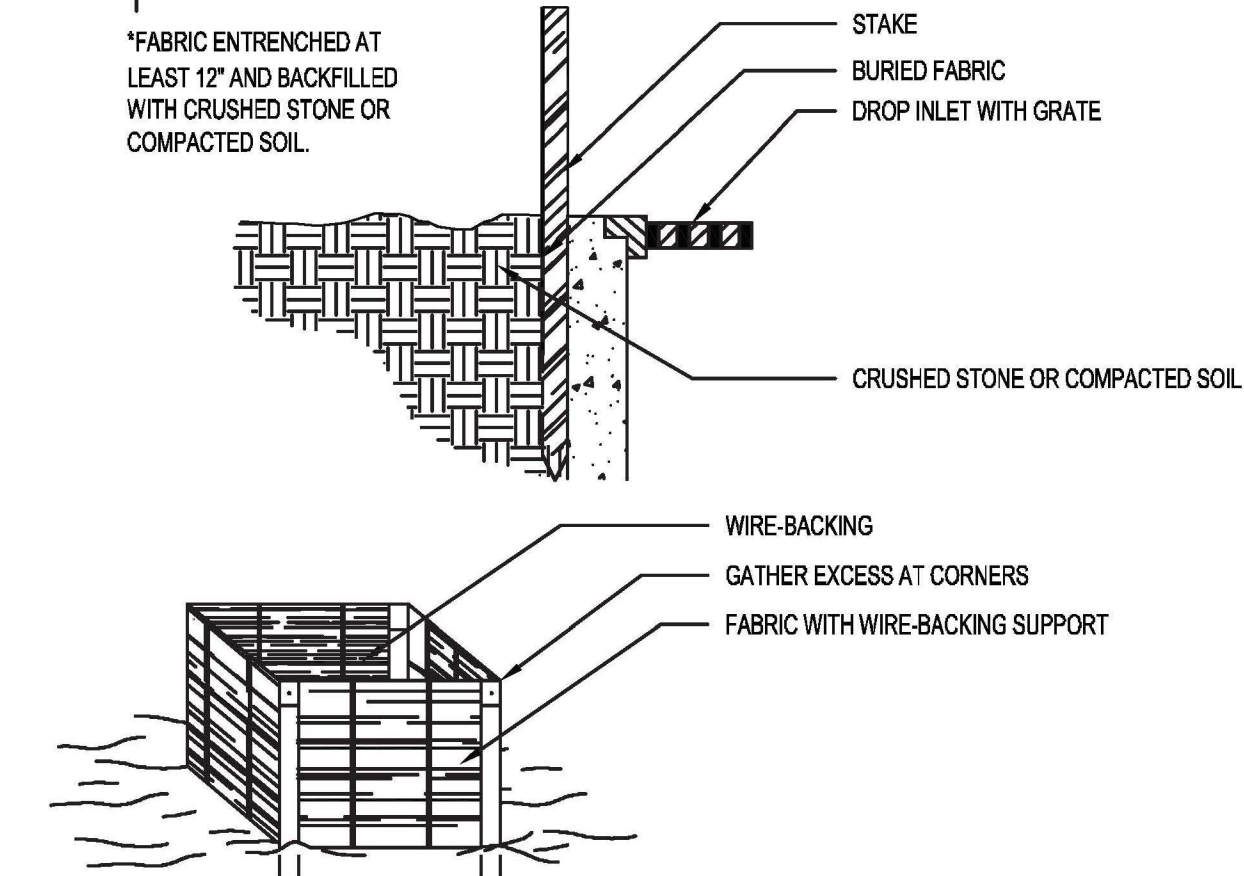 *FABRIC ENTRENCHED AT
LEAST 12" AND BACKFILLED
WITH CRUSHED STONE OR
COMPACTED SOIL.
STAKE
BURIED FABRIC
DROP INLET WITH GRATE
CRUSHED STONE OR COMPACTED SOIL
WIRE-BACKING
GATHER EXCESS AT CORNERS
FABRIC WITH WIRE-BACKING SUPPORT